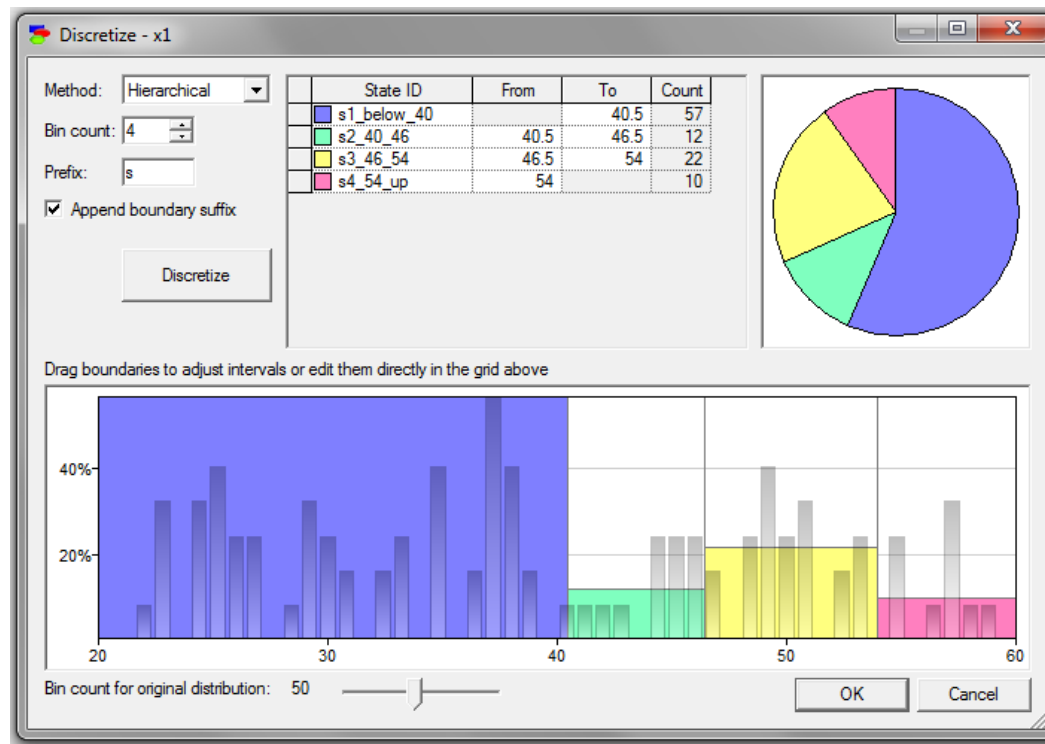 Discretize - x1
Method: Hierarchical
Bin count: 4
Prefix: s
Append boundary suffix
Discretize
State ID From To Count
s1_below_40 40.5 57
s2_40_46 40.5 46.5 12
s3_46_54 46.5 54 22
s4_54_up 54 10
Drag boundaries to adjust intervals or edit them directly in the grid above
40%
20%
20 30 40 50 60
Bin count for original distribution: 50
OK Cancel